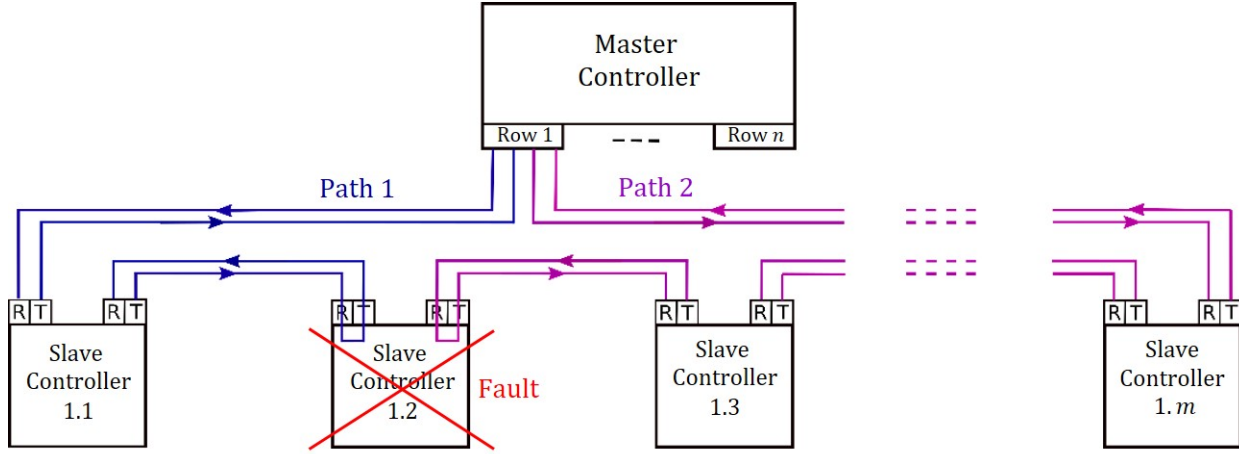 Master
Controller
Row 1
Row n
Path 1
Path 2
R T
R T
R T
R T
R T
R T
R T
R T
Slave
Controller
1.1
Slave
Controller
1.2
Fault
Slave
Controller
1.3
Slave
Controller
1. m